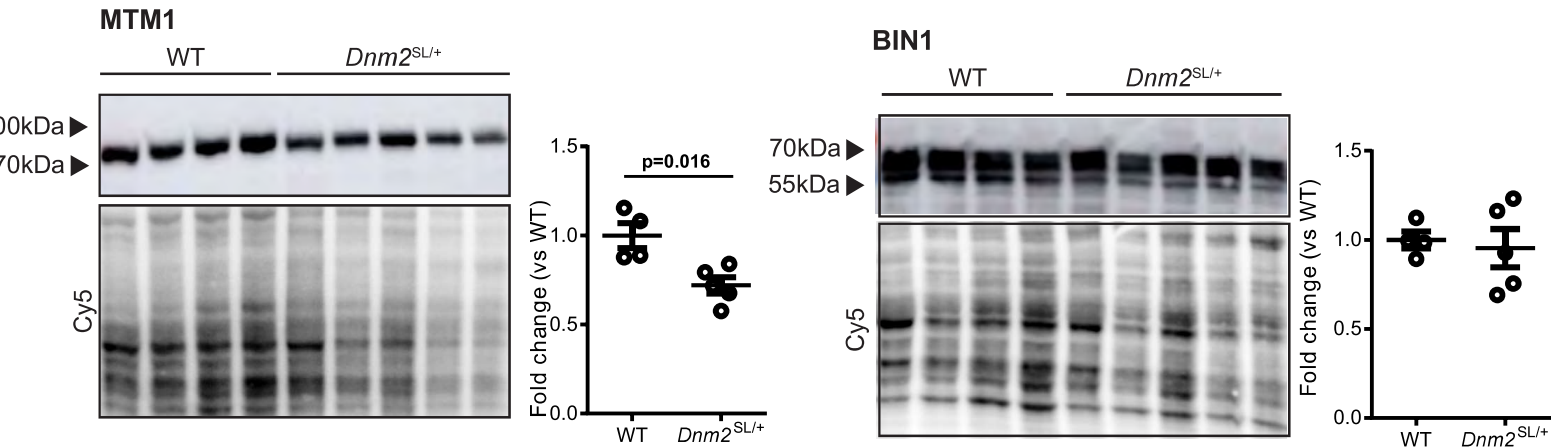 MTM1
WT Dnm2SL/+
00kDa
70kDa
Cy5
Fold change (vs WT)
1.5
1.0
0.5
0.0
p=0.016
WT Dnm2SL/+
BIN1
WT Dnm2SL/+
70kDa
55kDa
Cy5
Fold change (vs WT)
1.5
1.0
0.5
0.0
WT Dnm2SL/+